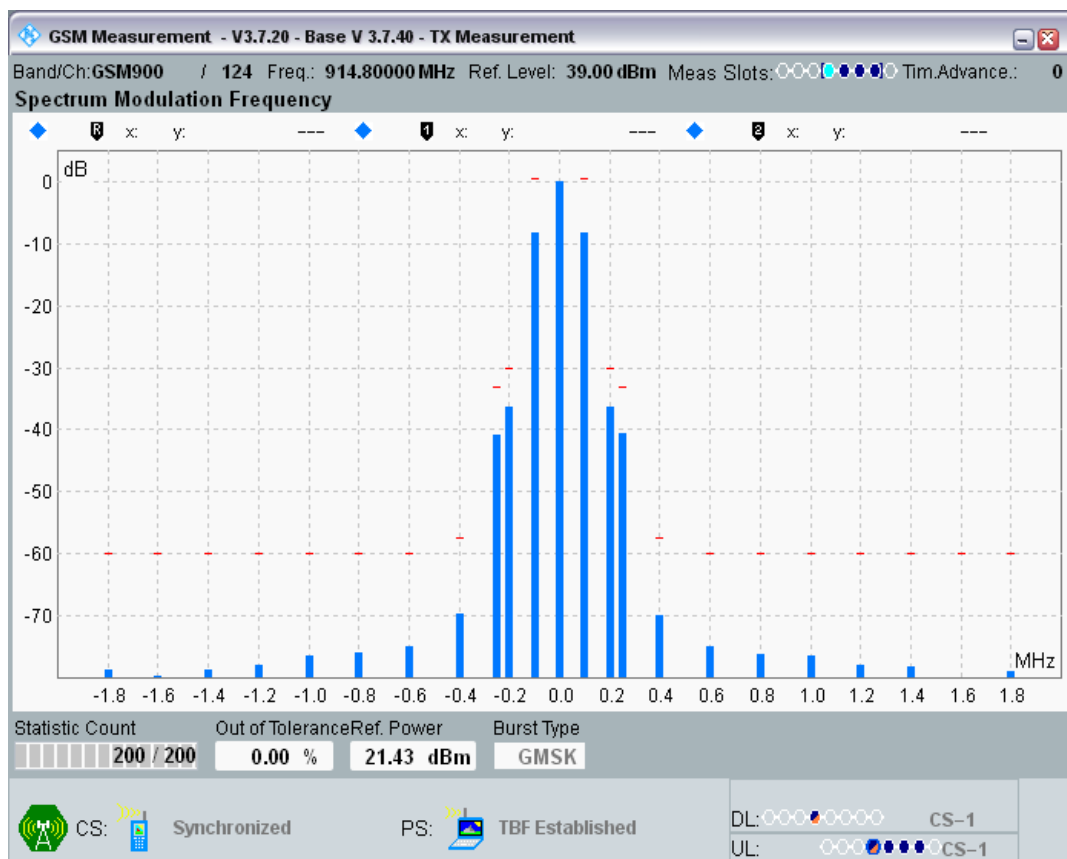 GSM Measurement - V3.7.20 - Base V 3.7.40 - TX Measurement
Band/Ch:GSM900 / 124 Freq.: 914.80000 MHz Ref. Level: 39.00 dBm Meas Slots: Tim.Advance.: 0
Spectrum Modulation Frequency
R x: y: --- 1 x: y: --- 2 x: y: ---
dB
0
-10
-20
-30
-40
-50
-60
-70
MHz
-1.8 -1.6 -1.4 -1.2 -1.0 -0.8 -0.6 -0.4 -0.2 0.0 0.2 0.4 0.6 0.8 1.0 1.2 1.4 1.6 1.8
Statistic Count Out of Tolerance Ref. Power Burst Type
200 / 200 0.00 % 21.43 dBm GMSK
CS: Synchronized PS: TBF Established
DL: CS-1
UL: CS-1